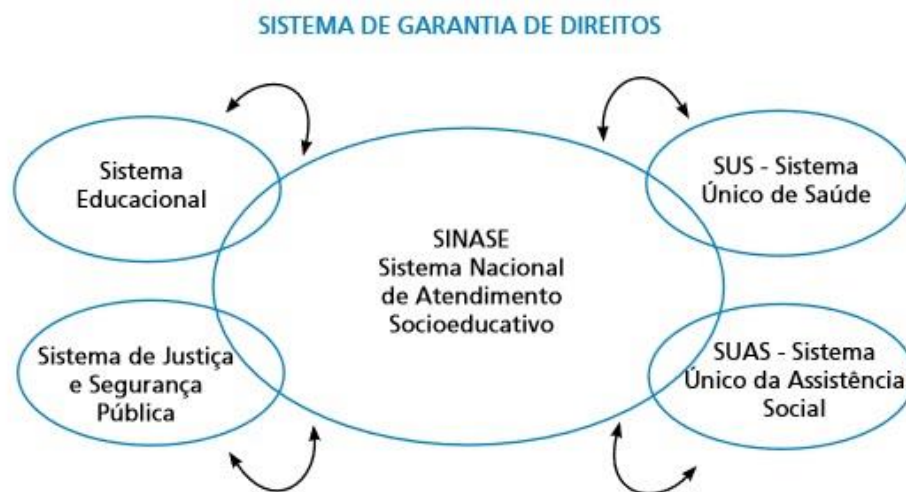 SISTEMA DE GARANTIA DE DIREITOS
Sistema
Educacional
SUS - Sistema
Único de Saúde
SINASE
Sistema Nacional
de Atendimento
Socioeducativo
Sistema de Justiça
e Segurança
Pública
SUAS - Sistema
Único da Assistência
Social